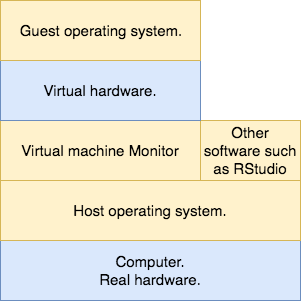 Guest operating system.
Virtual hardware.
Virtual machine Monitor
Other
software such
as RStudio
Host operating system.
Computer.
Real hardware.